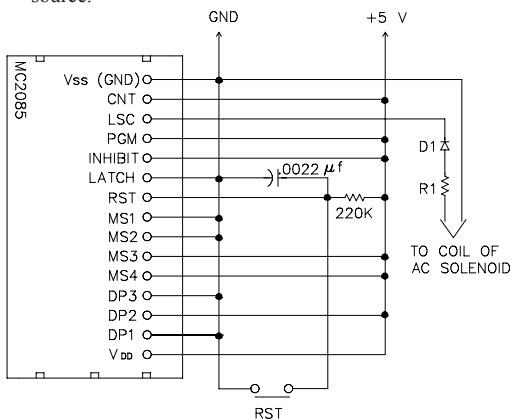 source.
GND
+5 V
MC2085
Vss (GND)
CNT
LSC
PGM
INHIBIT
LATCH
RST
MS1
MS2
MS3
MS4
DP3
DP2
DP1
VDD
.0022 μf
220K
D1
R1
TO COIL OF
AC SOLENOID
RST